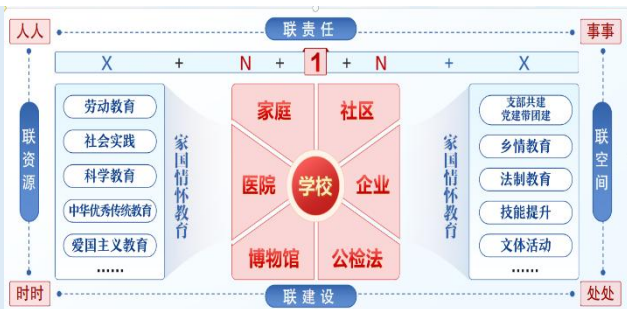 人人
联责任
事事
X + N + 1 + N + X
劳动教育
社会实践
科学教育
中华优秀传统教育
爱国主义教育
......
家国情怀教育
家庭
社区
医院
学校
企业
博物馆
公检法
家国情怀教育
支部共建
党建带团建
乡情教育
法制教育
技能提升
文体活动
......
联资源
联空间
时时
联建设
处处